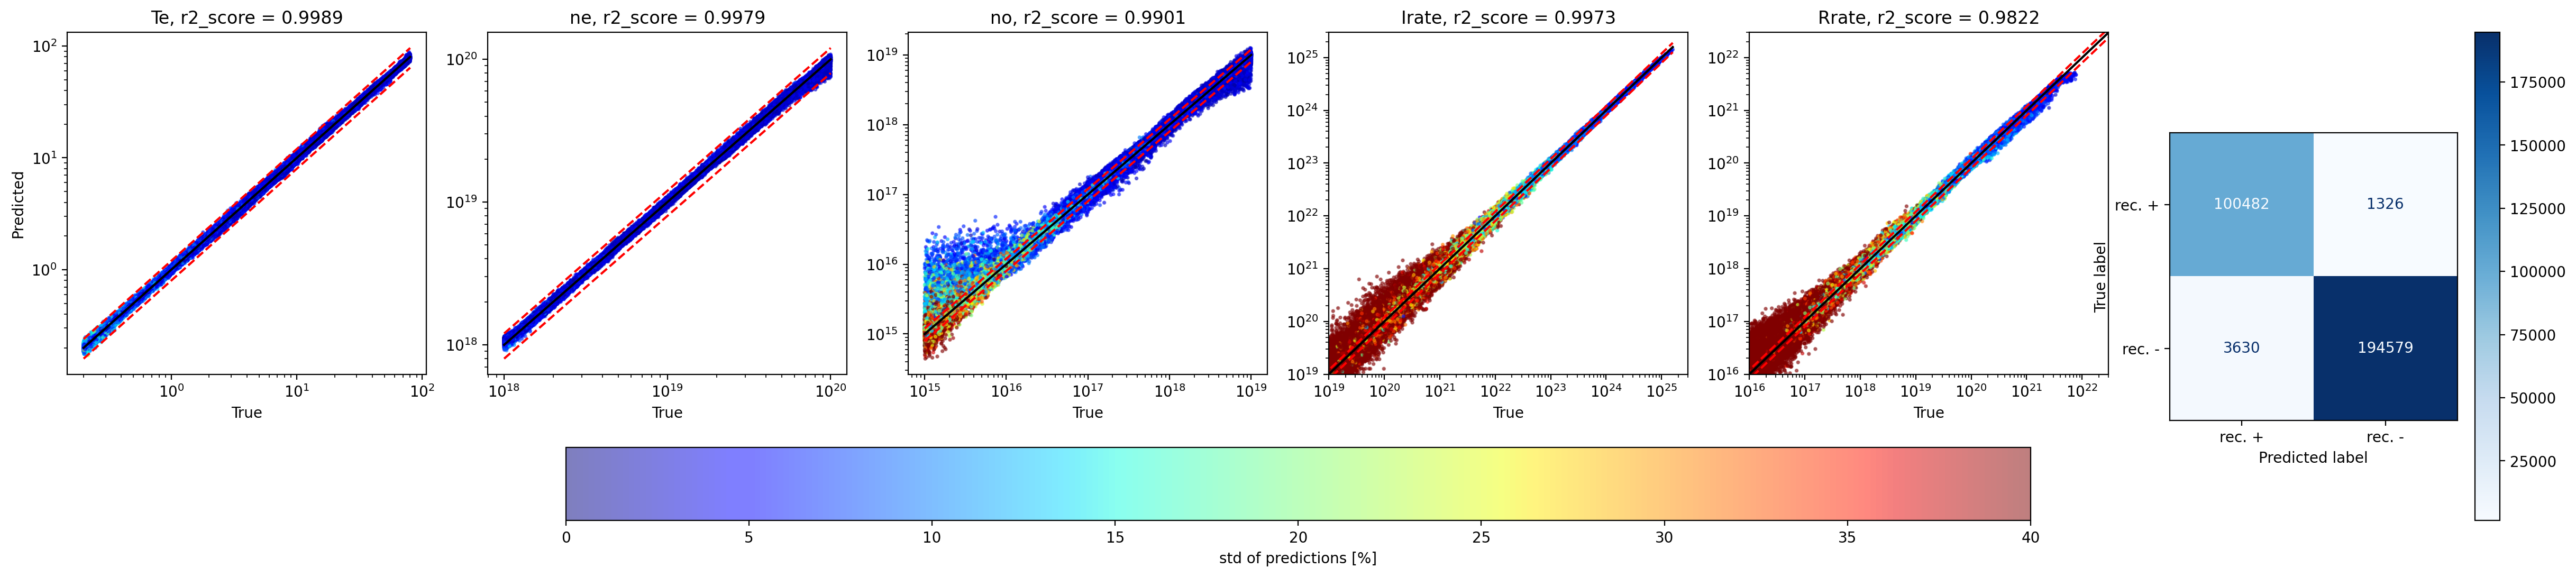 Te, r2_score = 0.9989
ne, r2_score = 0.9979
no, r2_score = 0.9901
Irate, r2_score = 0.9973
Rrate, r2_score = 0.9822
Predicted
10²
10¹
10⁰
10⁰ 10¹ 10²
True
10²⁰
10¹⁹
10¹⁸
10¹⁸ 10¹⁹ 10²⁰
True
10¹⁹
10¹⁸
10¹⁷
10¹⁶
10¹⁵
10¹⁵ 10¹⁶ 10¹⁷ 10¹⁸ 10¹⁹
10²⁵
10²⁴
10²³
10²²
10²¹
10²⁰
10¹⁹
10¹⁹ 10²⁰ 10²¹ 10²² 10²³ 10²⁴ 10²⁵
True
10²²
10²¹
10²⁰
10¹⁹
10¹⁸
10¹⁷
10¹⁶
10¹⁶ 10¹⁷ 10¹⁸ 10¹⁹ 10²⁰ 10²¹ 10²²
True
True label
rec. +
rec. -
100482 1326
3630 194579
rec. + rec. -
Predicted label
175000
150000
125000
100000
75000
50000
25000
0 5 10 15 20 25 30 35 40
std of predictions [%]